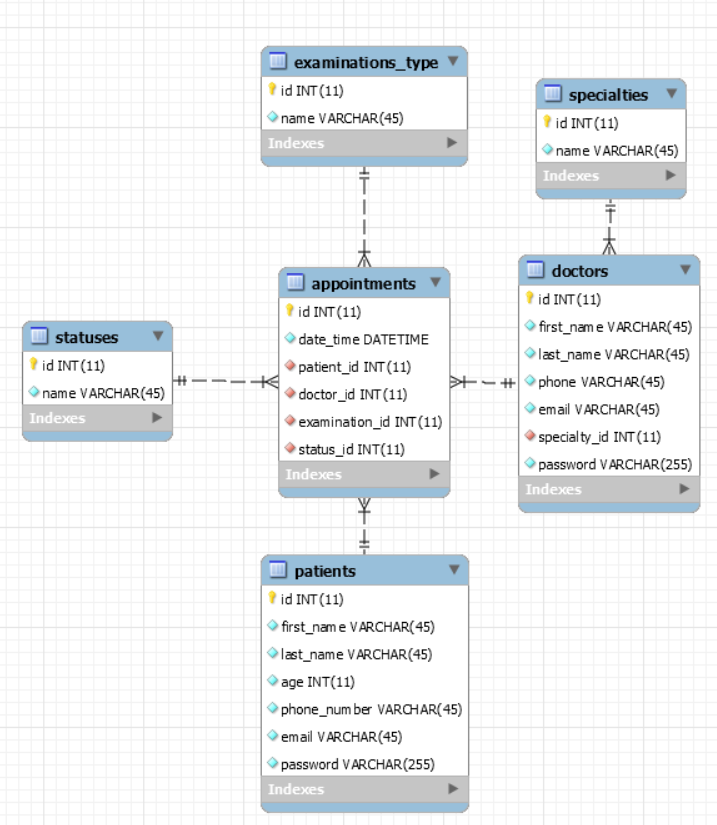 examinations_type
id INT(11)
name VARCHAR(45)
Indexes
specialties
id INT(11)
name VARCHAR(45)
Indexes
appointments
id INT(11)
date_time DATETIME
patient_id INT(11)
doctor_id INT(11)
examination_id INT(11)
status_id INT(11)
Indexes
doctors
id INT(11)
first_name VARCHAR(45)
last_name VARCHAR(45)
phone VARCHAR(45)
email VARCHAR(45)
specialty_id INT(11)
password VARCHAR(255)
Indexes
statuses
id INT(11)
name VARCHAR(45)
Indexes
patients
id INT(11)
first_name VARCHAR(45)
last_name VARCHAR(45)
age INT(11)
phone_number VARCHAR(45)
email VARCHAR(45)
password VARCHAR(255)
Indexes